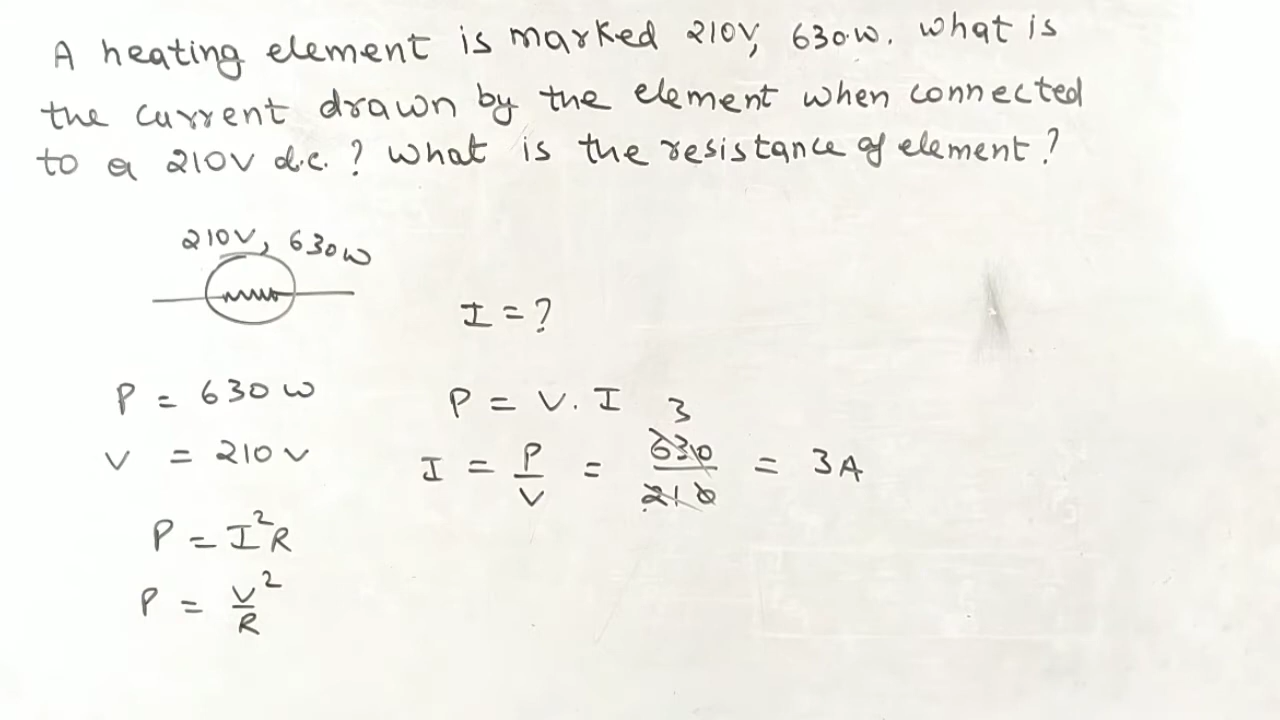 A heating element is marked 210V, 630W. What is
the current drawn by the element when connected
to a 210V d.c. ? What is the resistance of element ?
210V, 630W
I = ?
P = 630 W
P = V . I
V = 210 V
3
I = P/V = 630/210 = 3A
P = I²R
P = V²/R